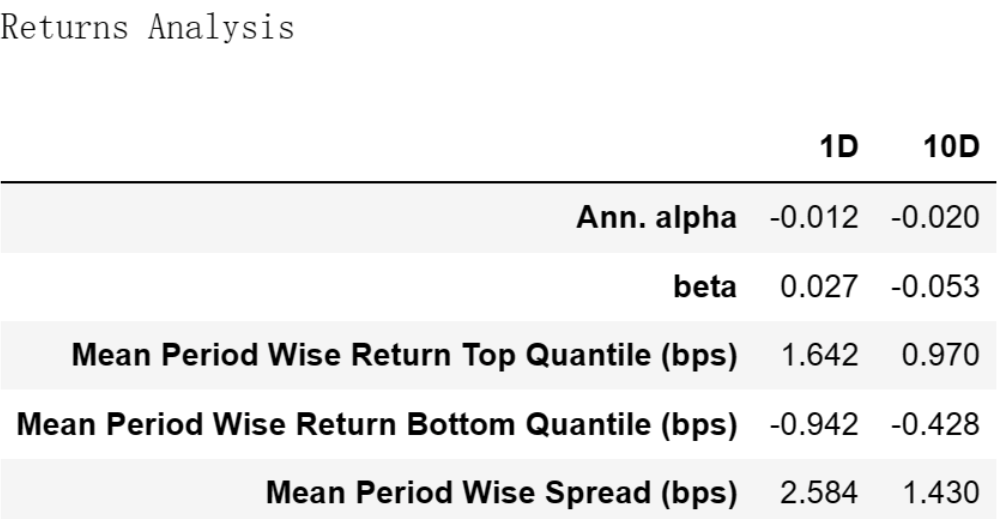 Returns Analysis
1D 10D
Ann. alpha -0.012 -0.020
beta 0.027 -0.053
Mean Period Wise Return Top Quantile (bps) 1.642 0.970
Mean Period Wise Return Bottom Quantile (bps) -0.942 -0.428
Mean Period Wise Spread (bps) 2.584 1.430